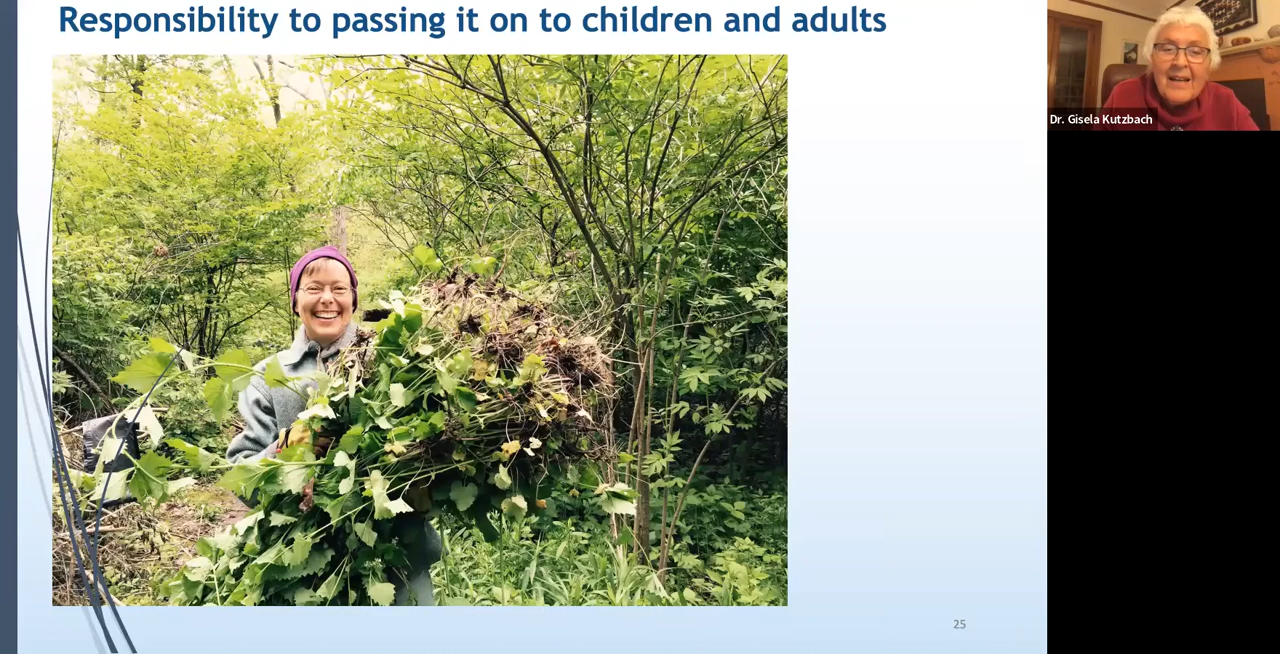 Responsibility to passing it on to children and adults
Dr. Gisela Kutzbach
25